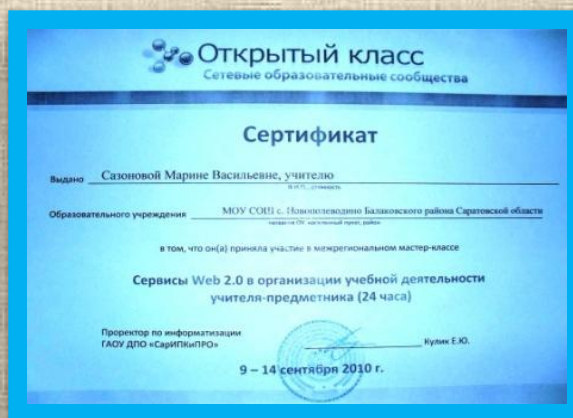 Открытый класс
Сетевые образовательные сообщества
Сертификат
Выдано Сазоновой Марине Васильевне, учителю
Образовательного учреждения МОУ СОШ с. Новополеводино Балаковского района Саратовской области
в том, что он(а) приняла участие в межрегиональном мастер-классе
Сервисы Web 2.0 в организации учебной деятельности
учителя-предметника (24 часа)
Проректор по информатизации
ГАОУ ДПО «СарИПКиПРО»
Кулик Е.Ю.
9 – 14 сентября 2010 г.